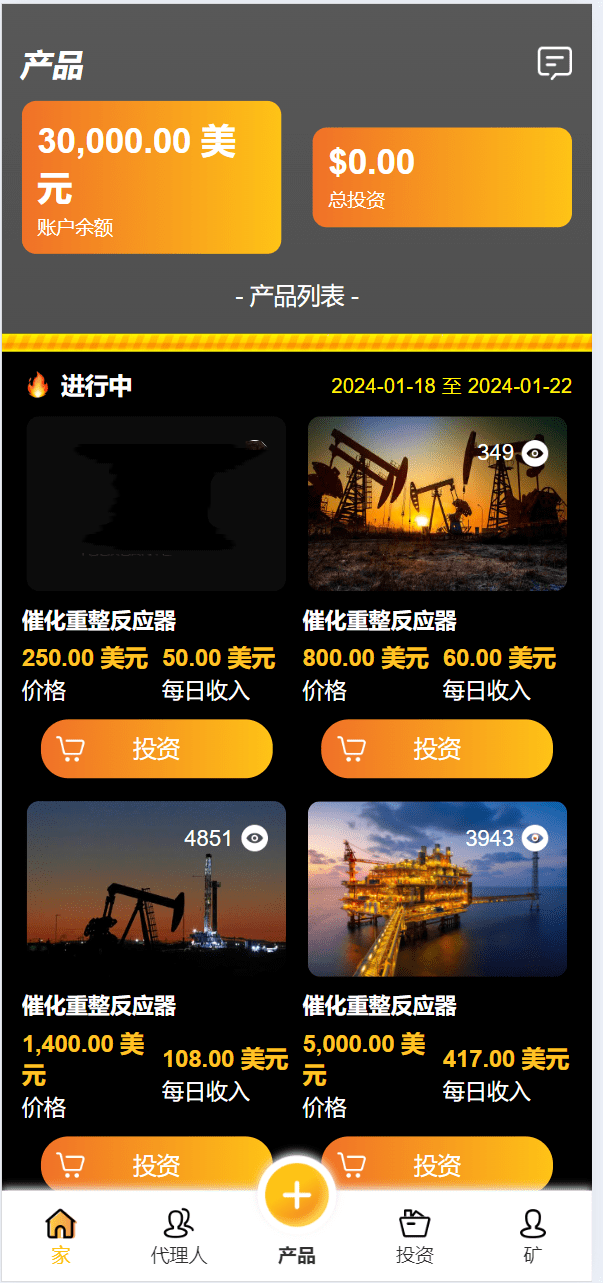 产品
30,000.00 美
元
账户余额
$0.00
总投资
- 产品列表 -
进行中
2024-01-18 至 2024-01-22
349
催化重整反应器
催化重整反应器
250.00 美元
50.00 美元
800.00 美元
60.00 美元
价格
每日收入
价格
每日收入
投资
投资
4851
3943
催化重整反应器
催化重整反应器
1,400.00 美
元
108.00 美元
5,000.00 美
元
417.00 美元
价格
每日收入
价格
每日收入
投资
投资
家
代理人
产品
投资
矿